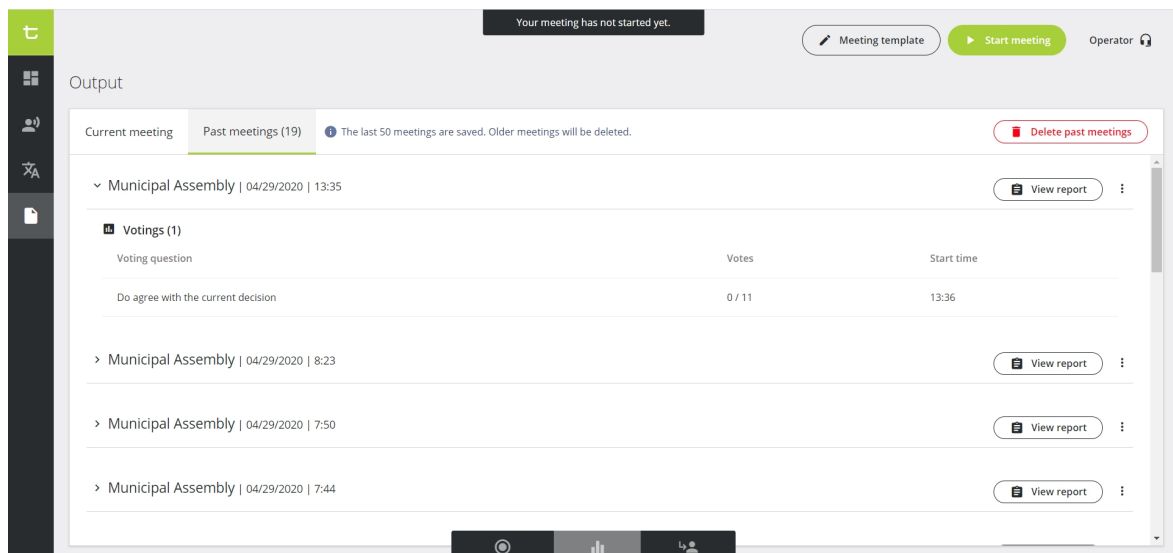 Your meeting has not started yet.
Meeting template
Start meeting
Operator
Output
Current meeting
Past meetings (19)
The last 50 meetings are saved. Older meetings will be deleted.
Delete past meetings
Municipal Assembly | 04/29/2020 | 13:35
View report
Votings (1)
Voting question Votes Start time
Do agree with the current decision 0 / 11 13:36
Municipal Assembly | 04/29/2020 | 8:23
View report
Municipal Assembly | 04/29/2020 | 7:50
View report
Municipal Assembly | 04/29/2020 | 7:44
View report